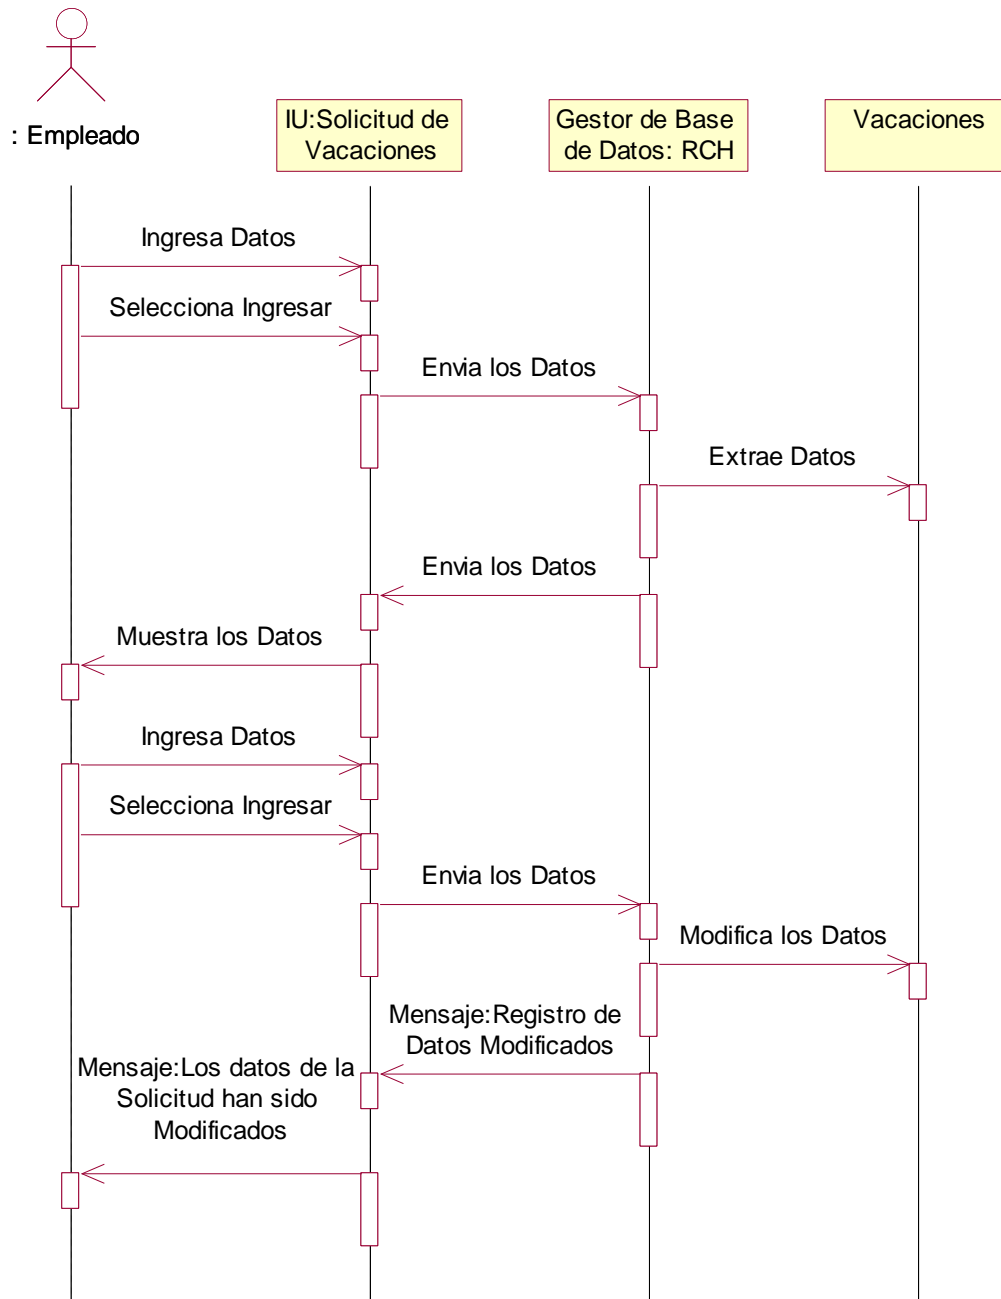 : Empleado
IU:Solicitud de
Vacaciones
Gestor de Base
de Datos: RCH
Vacaciones
Ingresa Datos
Selecciona Ingresar
Envia los Datos
Extrae Datos
Envia los Datos
Muestra los Datos
Ingresa Datos
Selecciona Ingresar
Envia los Datos
Modifica los Datos
Mensaje:Registro de
Datos Modificados
Mensaje:Los datos de la
Solicitud han sido
Modificados